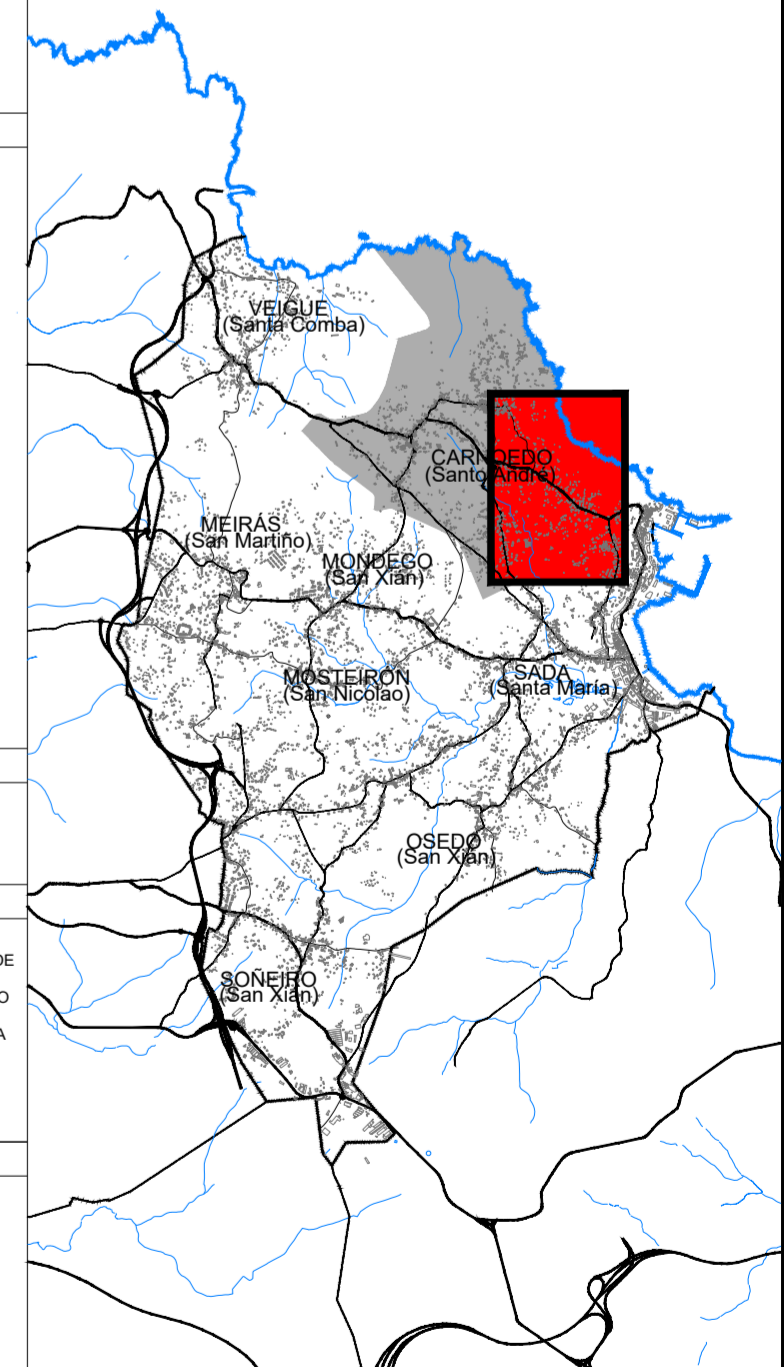 VEIGUE
(Santa Comba)
CARNOEDO
(Santo André)
MEIRÁS
(San Martiño)
MONDEGO
(San Xián)
MOSTEIRÓN
(San Nicolao)
SADA
(Santa María)
OSEDO
(San Xián)
DE
O
SOÑEIRO
(San Xián)
A